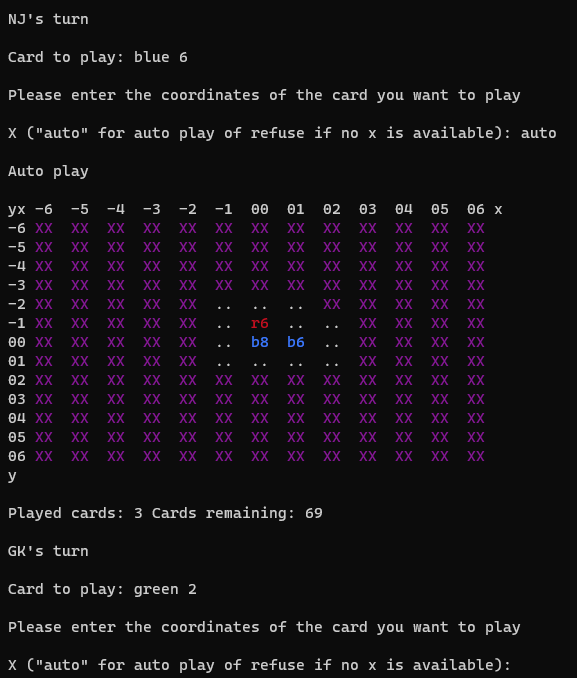 NJ's turn
Card to play: blue 6
Please enter the coordinates of the card you want to play
X ("auto" for auto play of refuse if no x is available): auto
Auto play
yx -6  -5  -4  -3  -2  -1  00  01  02  03  04  05  06 x
-6 XX  XX  XX  XX  XX  XX  XX  XX  XX  XX  XX  XX  XX
-5 XX  XX  XX  XX  XX  XX  XX  XX  XX  XX  XX  XX  XX
-4 XX  XX  XX  XX  XX  XX  XX  XX  XX  XX  XX  XX  XX
-3 XX  XX  XX  XX  XX  XX  XX  XX  XX  XX  XX  XX  XX
-2 XX  XX  XX  XX  XX  ..  ..  ..  XX  XX  XX  XX  XX
-1 XX  XX  XX  XX  XX  ..  r6  ..  ..  XX  XX  XX  XX
00 XX  XX  XX  XX  XX  ..  b8  b6  ..  XX  XX  XX  XX
01 XX  XX  XX  XX  XX  ..  ..  ..  ..  XX  XX  XX  XX
02 XX  XX  XX  XX  XX  XX  XX  XX  XX  XX  XX  XX  XX
03 XX  XX  XX  XX  XX  XX  XX  XX  XX  XX  XX  XX  XX
04 XX  XX  XX  XX  XX  XX  XX  XX  XX  XX  XX  XX  XX
05 XX  XX  XX  XX  XX  XX  XX  XX  XX  XX  XX  XX  XX
06 XX  XX  XX  XX  XX  XX  XX  XX  XX  XX  XX  XX  XX
y
Played cards: 3 Cards remaining: 69
GK's turn
Card to play: green 2
Please enter the coordinates of the card you want to play
X ("auto" for auto play of refuse if no x is available):